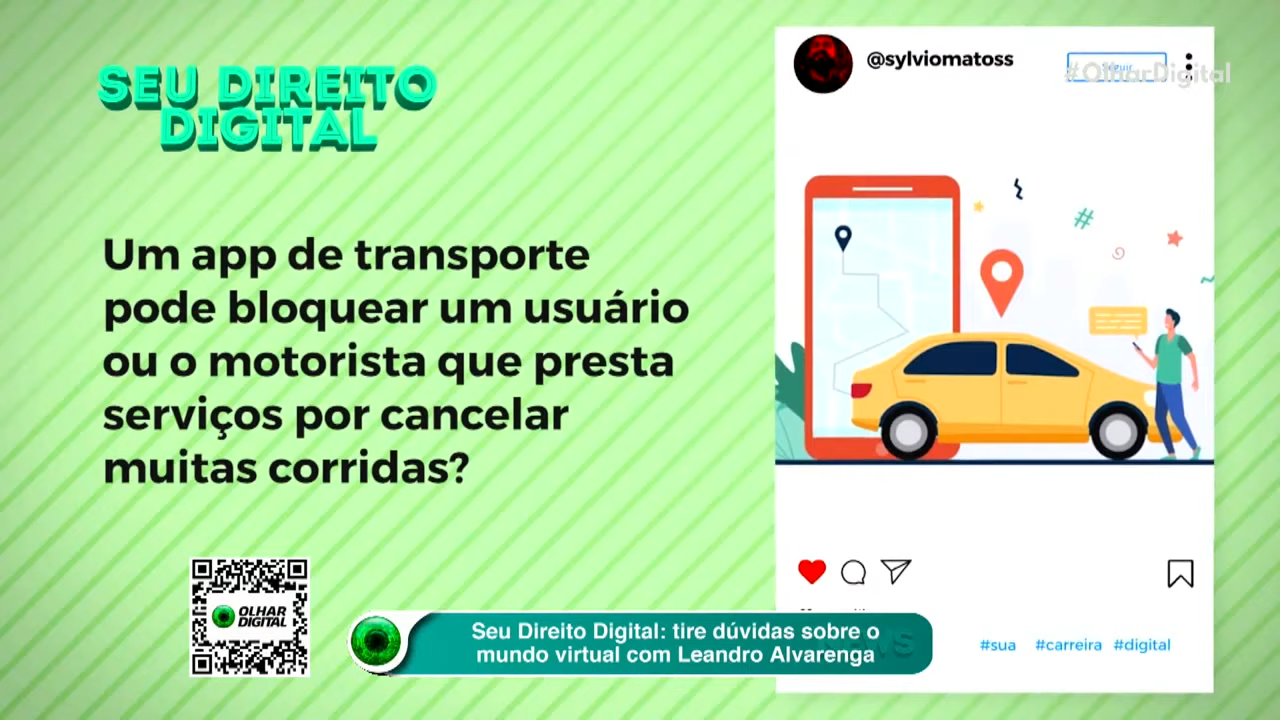 SEU DIREITO
DIGITAL
Um app de transporte
pode bloquear um usuário
ou o motorista que presta
serviços por cancelar
muitas corridas?
OLHAR
DIGITAL
Seu Direito Digital: tire dúvidas sobre o
mundo virtual com Leandro Alvarenga
@sylviomatoss
#OlharDigital
#sua #carreira #digital